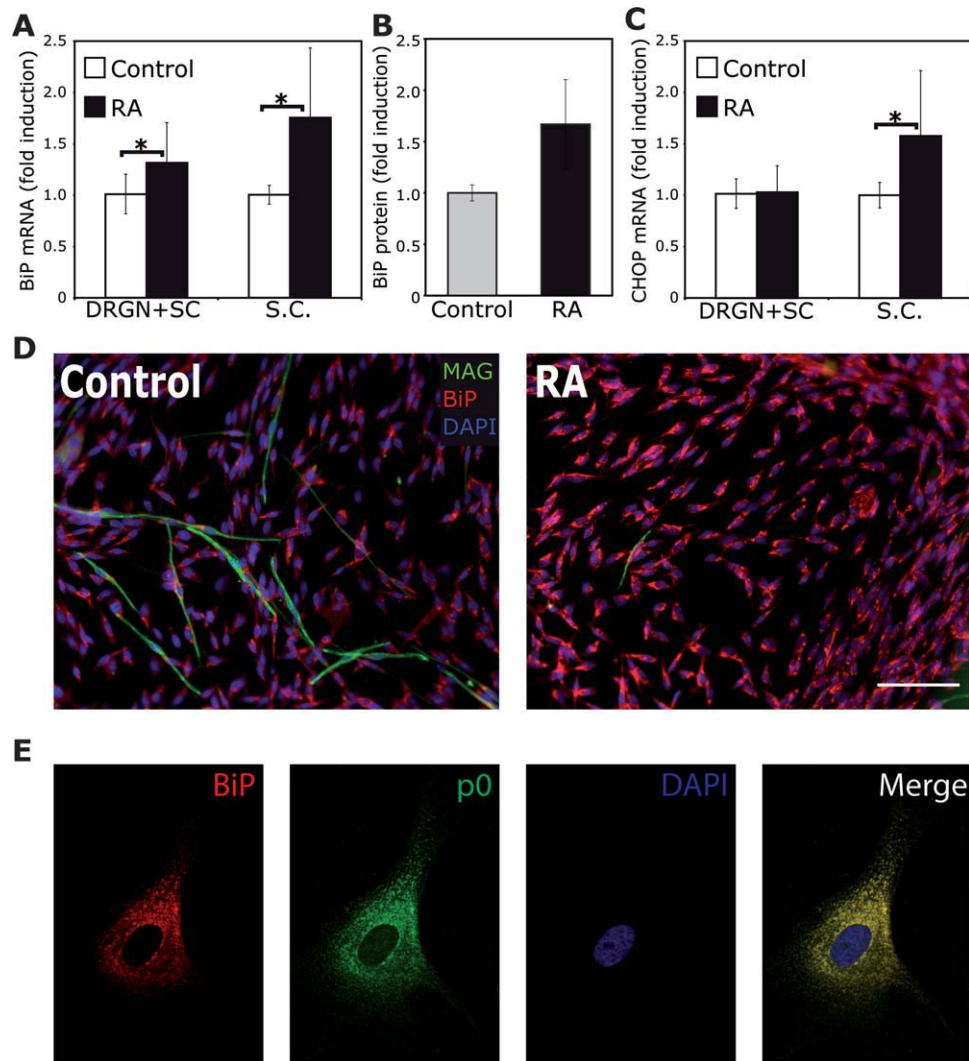 A
BiP mRNA (fold induction)
2.5
2.0
1.5
1.0
0.5
0
Control
RA
*
*
DRGN+SC
S.C.
B
BiP protein (fold induction)
2.5
2.0
1.5
1.0
0.5
0
Control
RA
C
CHOP mRNA (fold induction)
2.5
2.0
1.5
1.0
0.5
0
Control
RA
*
DRGN+SC
S.C.
D
Control
MAG
BiP
DAPI
RA
E
BiP
p0
DAPI
Merge